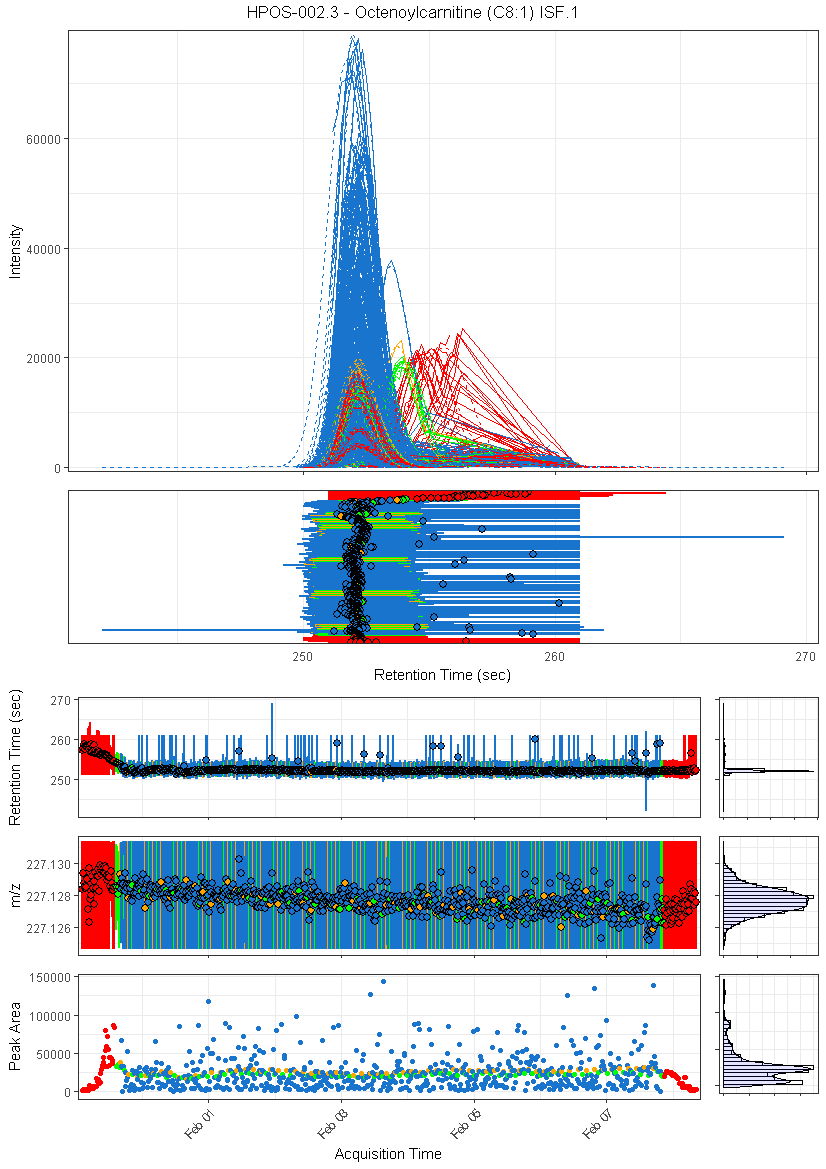 HPOS-002.3 - Octenoylcarnitine (C8:1) ISF.1
Intensity
60000
40000
20000
0
250
260
270
Retention Time (sec)
Retention Time (sec)
270
260
250
m/z
227.130
227.128
227.126
Peak Area
150000
100000
50000
0
Feb 01
Feb 03
Feb 05
Feb 07
Acquisition Time